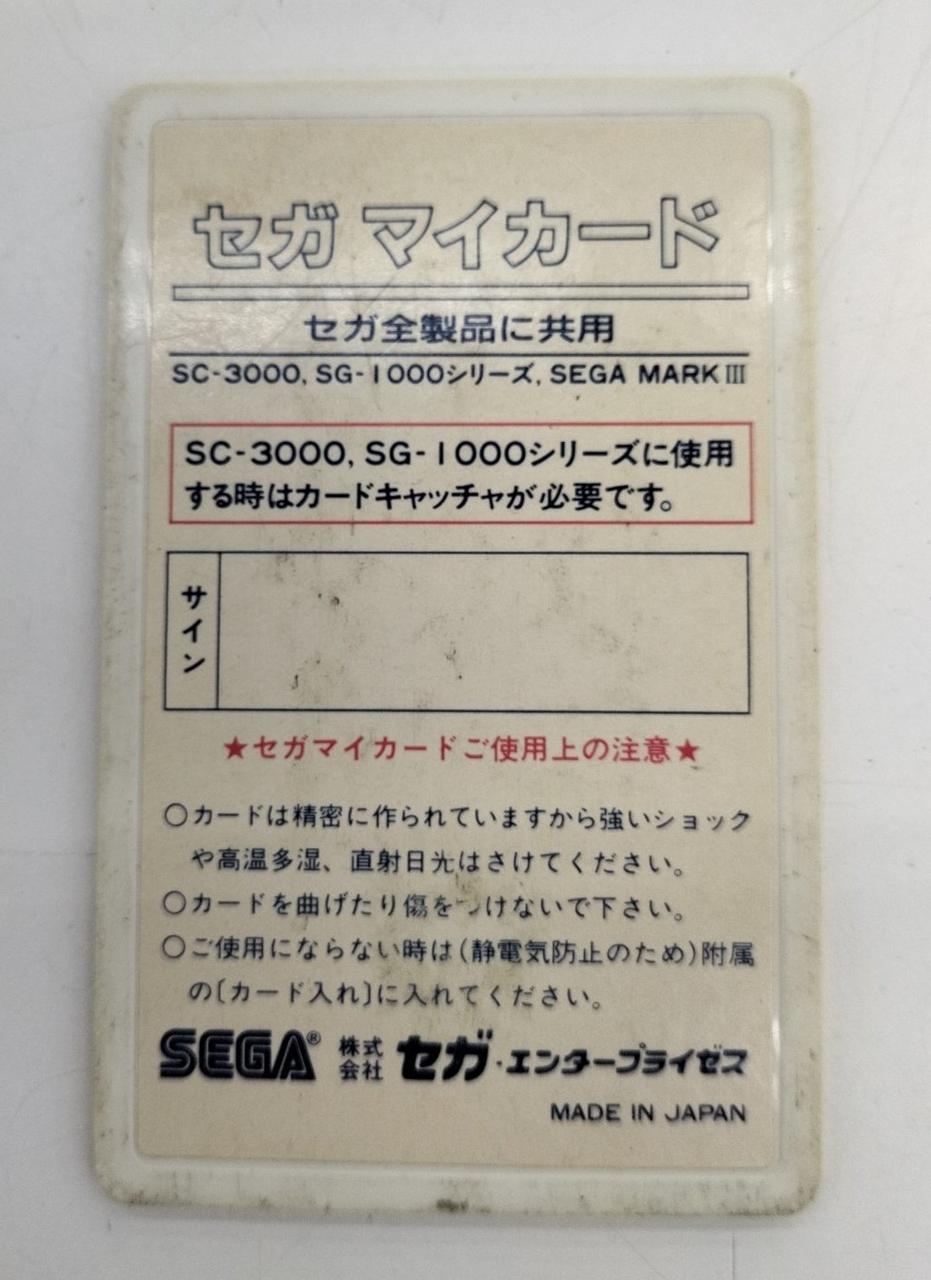 セガ マイカード
セガ全製品に共用
SC-3000, SG-1000シリーズ, SEGA MARK III
SC-3000, SG-1000シリーズに使用
する時はカードキャッチャが必要です。
サイン
★セガマイカードご使用上の注意★
○カードは精密に作られていますから強いショック
や高温多湿、直射日光はさけてください。
○カードを曲げたり傷をつけないで下さい。
○ご使用にならない時は(静電気防止のため)附属
の〔カード入れ〕に入れてください。
SEGA® 株式会社 セガ・エンタープライゼス
MADE IN JAPAN